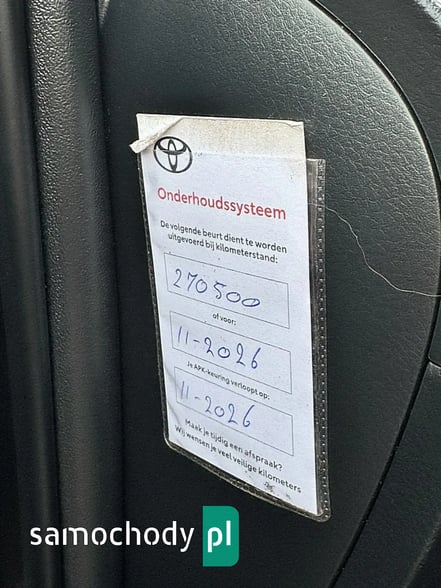 Onderhoudssysteem
De volgende beurt dient te worden
uitgevoerd bij kilometerstand:
270500
of voor:
11-2026
Je APK-keuring verloopt op:
11-2026
Maak je tijdig een afspraak?
Wij wensen je veel veilige kilometers
samochody pl